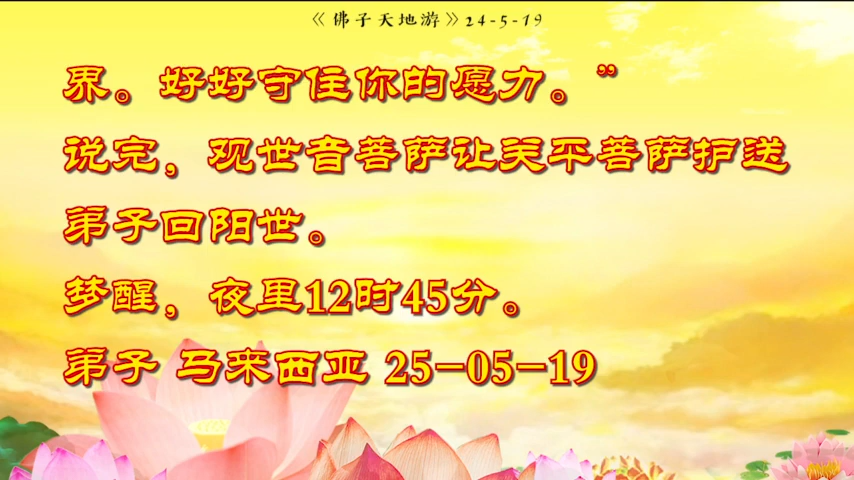 《佛子天地游》24-5-19
界。好好守住你的愿力。”
说完，观世音菩萨让关平菩萨护送
弟子回阳世。
梦醒，夜里12时45分。
弟子 马来西亚 25-05-19